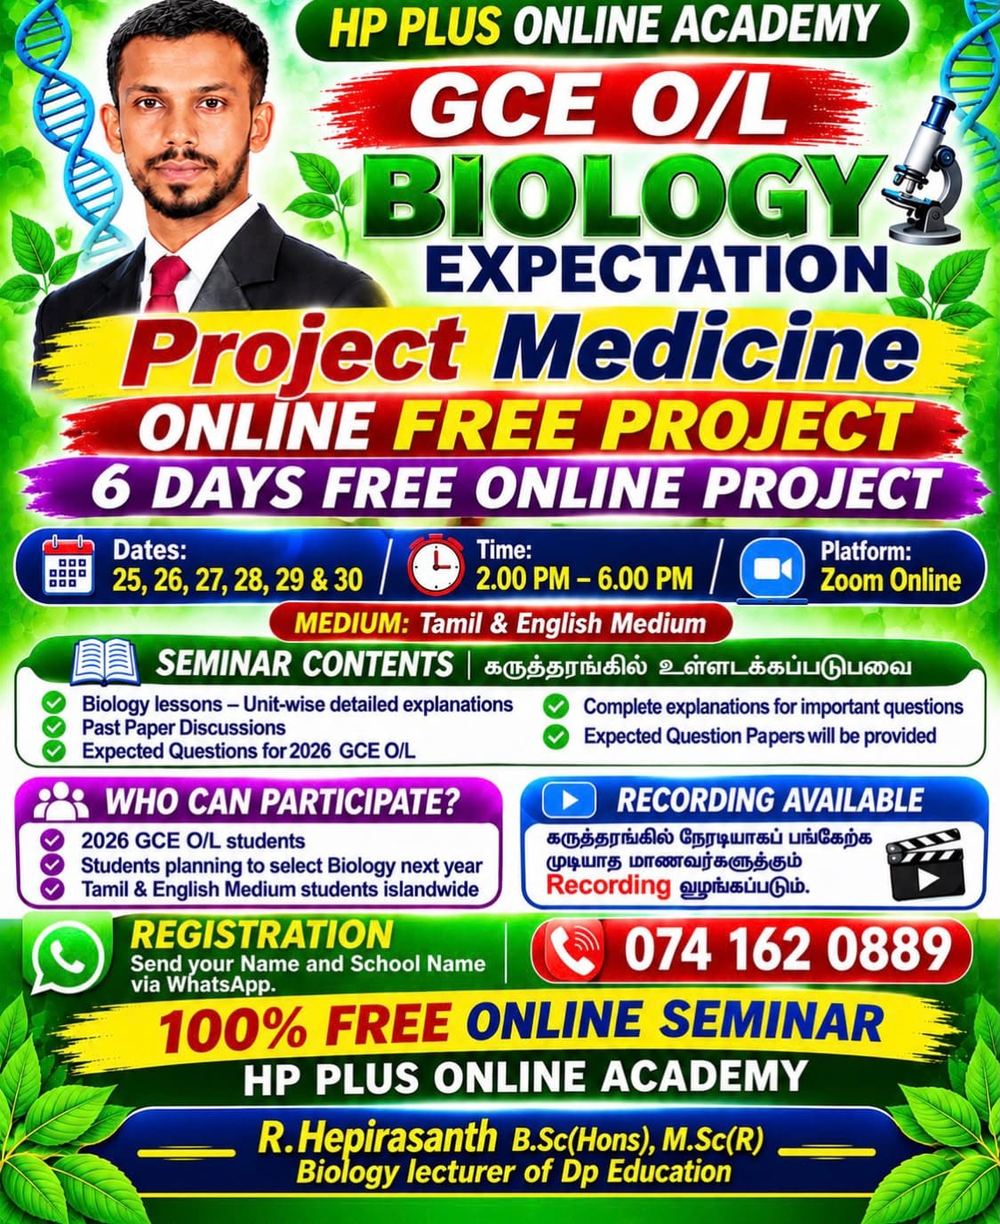 HP PLUS ONLINE ACADEMY
GCE O/L
BIOLOGY
EXPECTATION
Project Medicine
ONLINE FREE PROJECT
6 DAYS FREE ONLINE PROJECT
Dates:
25, 26, 27, 28, 29 & 30
Time:
2.00 PM – 6.00 PM
Platform:
Zoom Online
MEDIUM: Tamil & English Medium
SEMINAR CONTENTS | கருத்தரங்கில் உள்ளடக்கப்படுபவை
Biology lessons – Unit-wise detailed explanations
Past Paper Discussions
Expected Questions for 2026 GCE O/L
Complete explanations for important questions
Expected Question Papers will be provided
WHO CAN PARTICIPATE?
2026 GCE O/L students
Students planning to select Biology next year
Tamil & English Medium students islandwide
RECORDING AVAILABLE
கருத்தரங்கில் நேரடியாகப் பங்கேற்க
முடியாத மாணவர்களுக்கும்
Recording வழங்கப்படும்.
REGISTRATION
Send your Name and School Name
via WhatsApp.
074 162 0889
100% FREE ONLINE SEMINAR
HP PLUS ONLINE ACADEMY
R.Hepirasanth B.Sc(Hons), M.Sc(R)
Biology lecturer of Dp Education